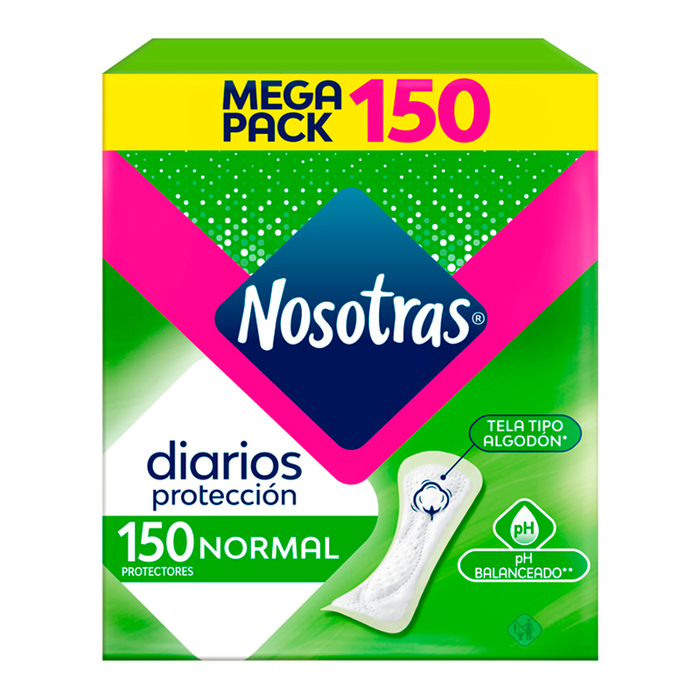 MEGA
PACK 150
Nosotras®
TELA TIPO
ALGODÓN*
diarios
protección
150 NORMAL
PROTECTORES
pH
pH
BALANCEADO**